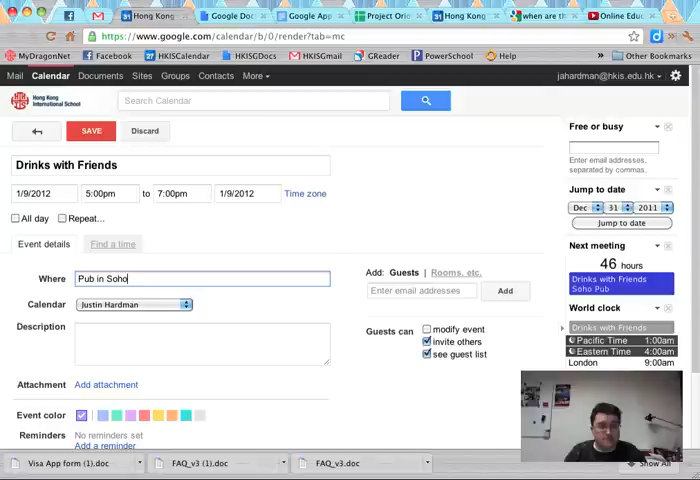 Hong Kong
Google Doc
Google App
Project Ori
Hong Kong
when are th
Online Educ
https://www.google.com/calendar/b/0/render?tab=mc
MyDragonNet
Facebook
HKISGDocs
HKISGmail
GReader
PowerSchool
Help
Other Bookmarks
Mail Calendar Documents Sites Groups Contacts More
jahardman@hkis.edu.hk
Hong Kong
International School
Search Calendar
SAVE
Discard
Drinks with Friends
1/9/2012 5:00pm to 7:00pm 1/9/2012 Time zone
All day Repeat...
Event details Find a time
Where Pub in Soho
Calendar Justin Hardman
Description
Attachment Add attachment
Event color
Reminders No reminders set
Add a reminder
Add: Guests | Rooms, etc.
Enter email addresses Add
Guests can modify event
invite others
see guest list
Free or busy
Enter email addresses,
separated by commas.
Jump to date
Dec 31 2011
Jump to date
Next meeting
46 hours
Drinks with Friends
Soho Pub
World clock
Drinks with Friends
Pacific Time 1:00am
Eastern Time 4:00am
London 9:00am
Visa App form (1).doc
FAQ_v3 (1).doc
FAQ_v3.doc
Show All